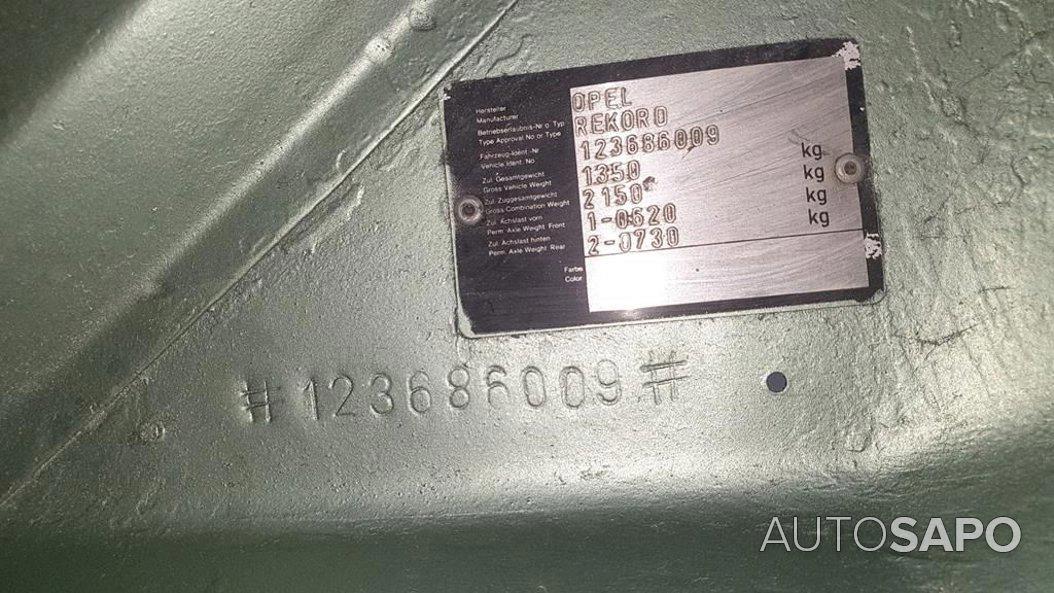 Hersteller
Manufacturer
OPEL
Betriebserlaubnis-Nr o Typ
Type Approval No or Type
REKORD
Fahrzeug-Ident.-Nr
Vehicle Ident. No
123686009
Zul. Gesamtgewicht
Gross Vehicle Weight
1350 kg
Zul. Zuggesamtgewicht
Gross Combination Weight
2150 kg
Zul. Achslast vorn
Perm. Axle Weight Front
1-0620 kg
Zul. Achslast hinten
Perm. Axle Weight Rear
2-0730 kg
Farbe
Color
#123686009#
AUTOSAPO